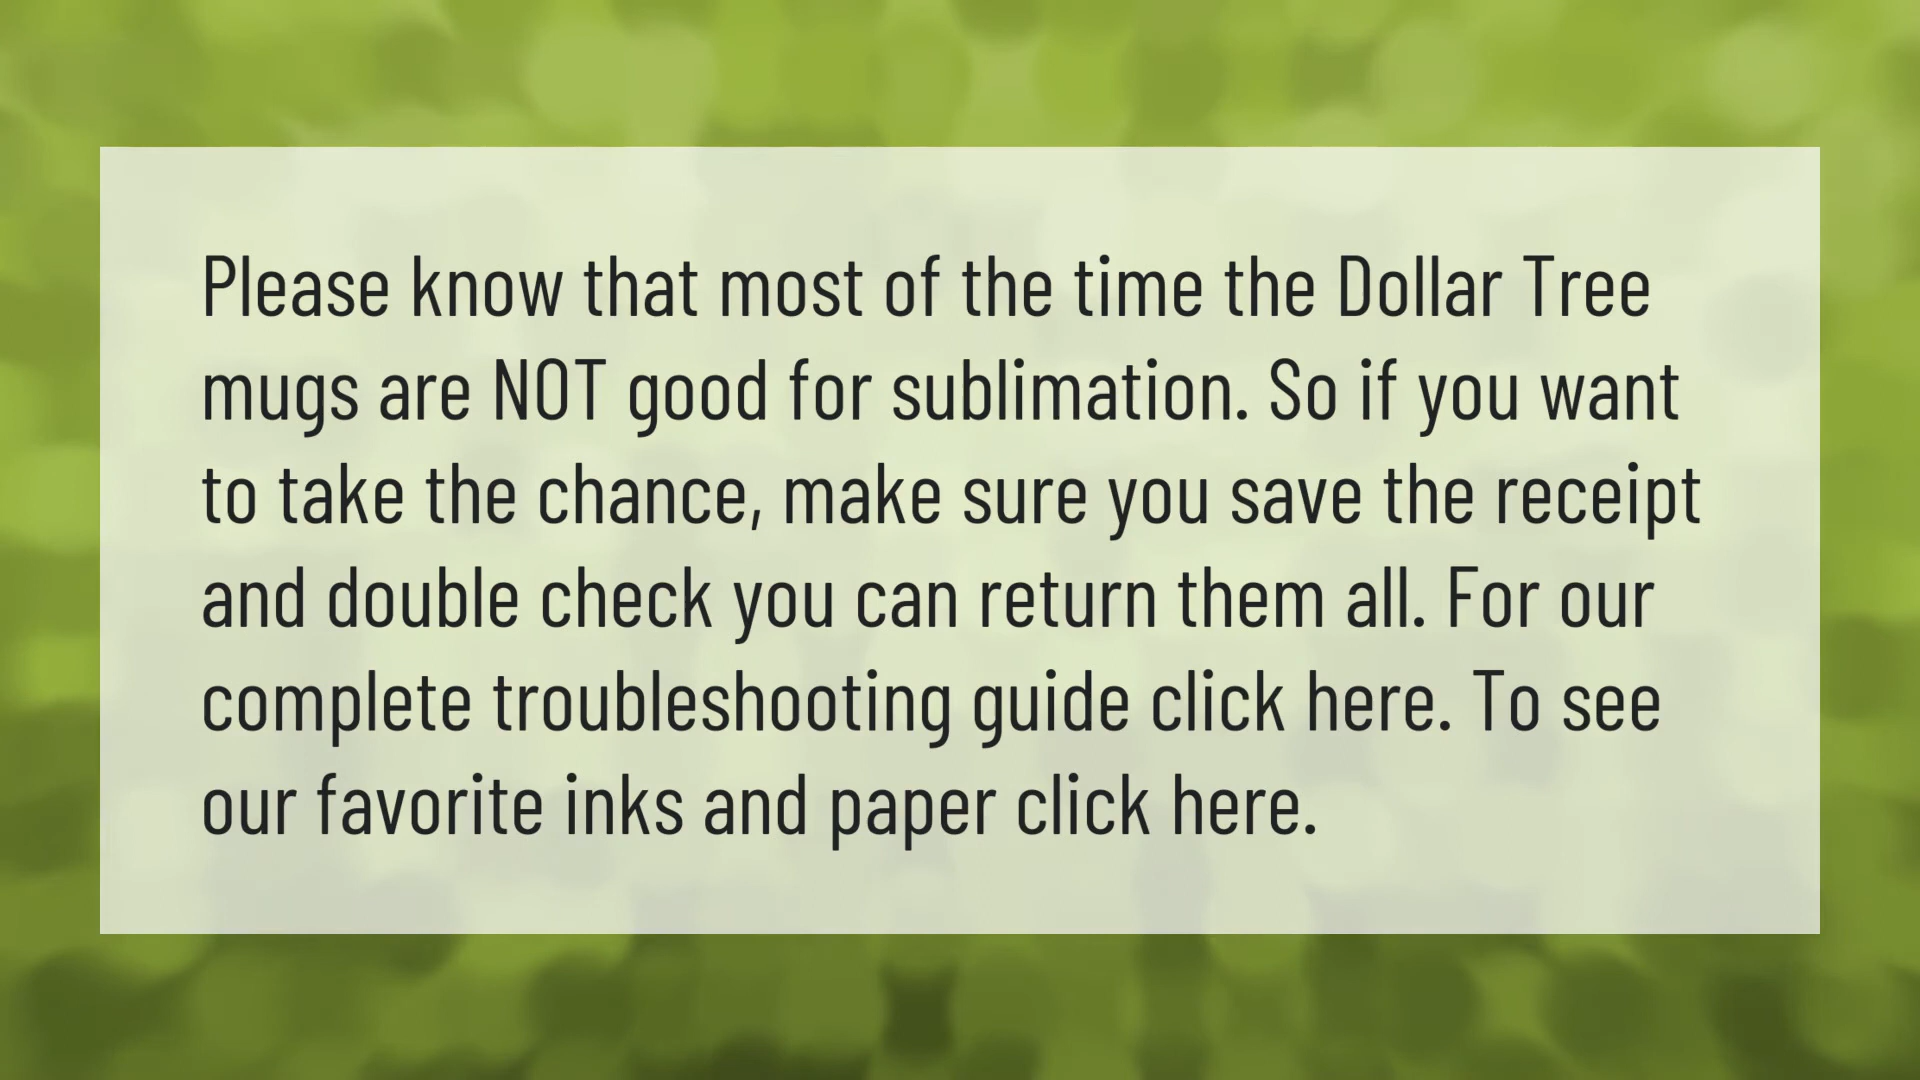 Please know that most of the time the Dollar Tree
mugs are NOT good for sublimation. So if you want
to take the chance, make sure you save the receipt
and double check you can return them all. For our
complete troubleshooting guide click here. To see
our favorite inks and paper click here.